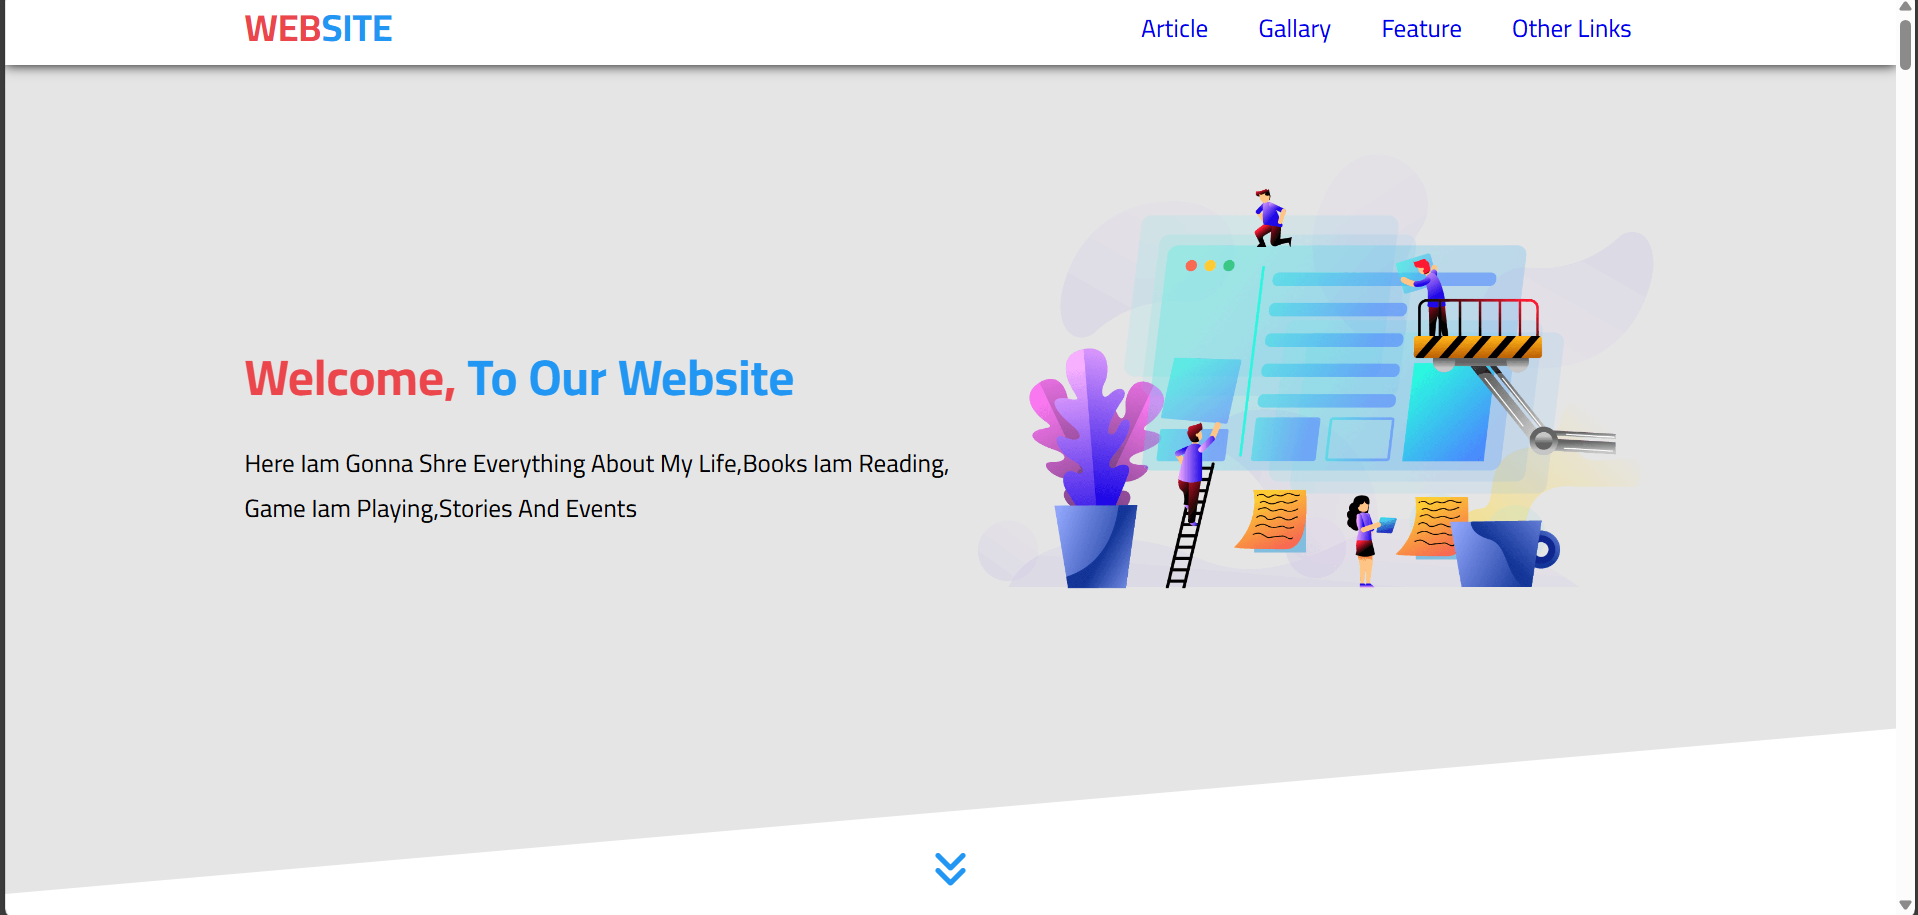 WEBSITE
Article Gallary Feature Other Links
Welcome, To Our Website
Here Iam Gonna Shre Everything About My Life,Books Iam Reading,
Game Iam Playing,Stories And Events